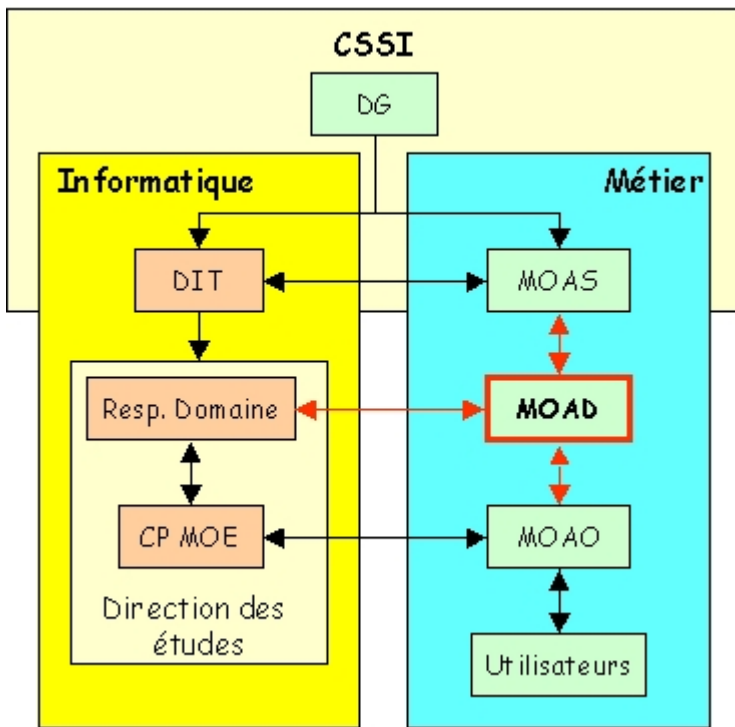 CSSI
DG
Informatique
Métier
DIT
MOAS
Resp. Domaine
MOAD
CP MOE
MOAO
Direction des
études
Utilisateurs